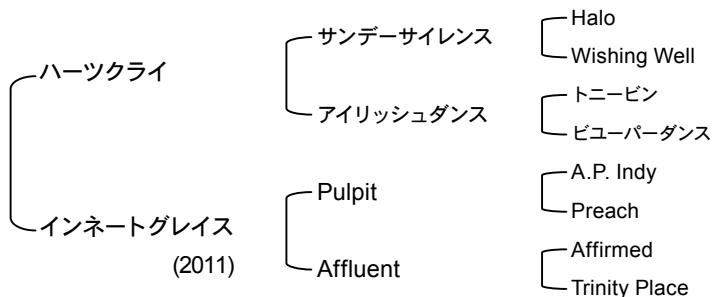 Halo
サンデーサイレンス
Wishing Well
ハーツクライ
トニービン
アイリッシュダンス
ビユーパーダンス
A.P. Indy
Pulpit
Preach
インネートグレイス
(2011)
Affirmed
Affluent
Trinity Place